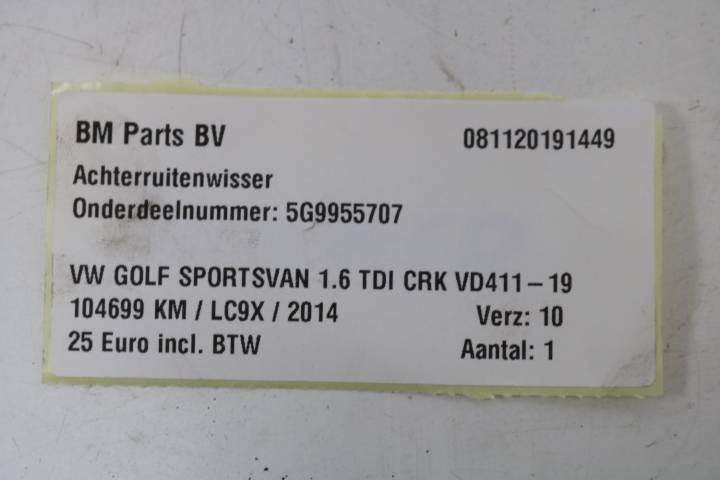 BM Parts BV 081120191449
Achterruitenwisser
Onderdeelnummer: 5G9955707
VW GOLF SPORTSVAN 1.6 TDI CRK VD411-19
104699 KM / LC9X / 2014 Verz: 10
25 Euro incl. BTW Aantal: 1